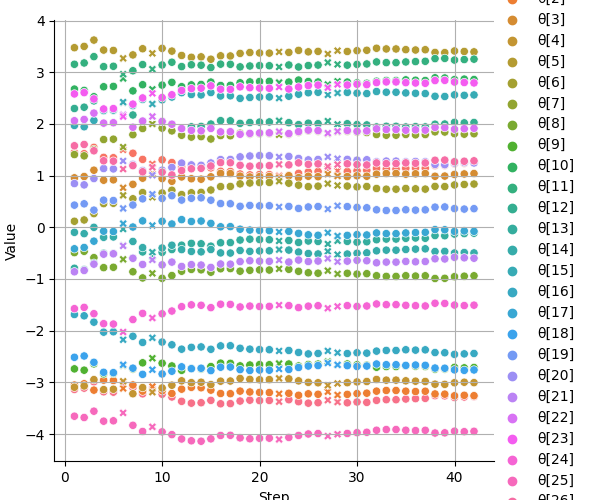 4
3
2
1
0
−1
−2
−3
−4
Value
0
10
20
30
40
Step
θ[2]
θ[3]
θ[4]
θ[5]
θ[6]
θ[7]
θ[8]
θ[9]
θ[10]
θ[11]
θ[12]
θ[13]
θ[14]
θ[15]
θ[16]
θ[17]
θ[18]
θ[19]
θ[20]
θ[21]
θ[22]
θ[23]
θ[24]
θ[25]
θ[26]